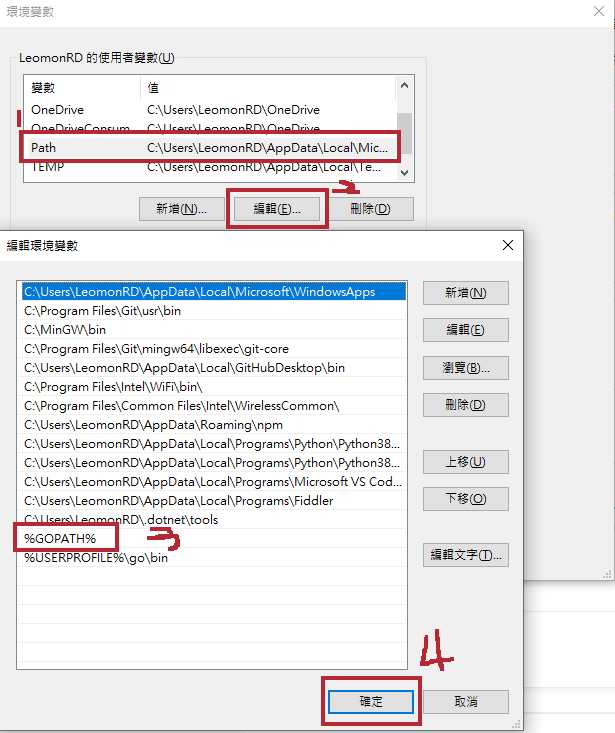 環境變數
LeomonRD 的使用者變數(U)
變數 值
OneDrive C:\Users\LeomonRD\OneDrive
1
OneDriveConsum C:\Users\LeomonRD\OneDrive
Path C:\Users\LeomonRD\AppData\Local\Mic...
TEMP C:\Users\LeomonRD\AppData\Local\Te...
2
新增(N)... 編輯(E)... 刪除(D)
編輯環境變數
C:\Users\LeomonRD\AppData\Local\Microsoft\WindowsApps
新增(N)
C:\Program Files\Git\usr\bin
C:\MinGW\bin
編輯(E)
C:\Program Files\Git\mingw64\libexec\git-core
C:\Users\LeomonRD\AppData\Local\GitHubDesktop\bin
瀏覽(B)...
C:\Program Files\Intel\WiFi\bin\
C:\Program Files\Common Files\Intel\WirelessCommon\
刪除(D)
C:\Users\LeomonRD\AppData\Roaming\npm
C:\Users\LeomonRD\AppData\Local\Programs\Python\Python38...
C:\Users\LeomonRD\AppData\Local\Programs\Python\Python38...
上移(U)
C:\Users\LeomonRD\AppData\Local\Programs\Microsoft VS Cod...
C:\Users\LeomonRD\AppData\Local\Programs\Fiddler
下移(O)
C:\Users\LeomonRD\.dotnet\tools
%GOPATH%
3
%USERPROFILE%\go\bin
編輯文字(T)...
4
確定 取消